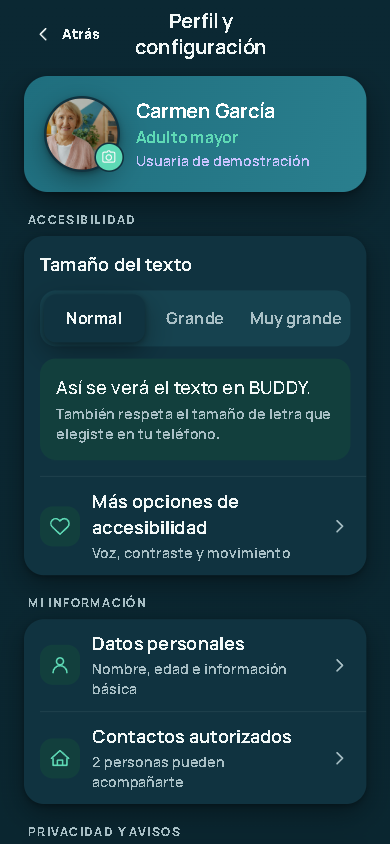 Atrás
Perfil y
configuración
Carmen García
Adulto mayor
Usuaria de demostración
ACCESIBILIDAD
Tamaño del texto
Normal Grande Muy grande
Así se verá el texto en BUDDY.
También respeta el tamaño de letra que
elegiste en tu teléfono.
Más opciones de
accesibilidad
Voz, contraste y movimiento
MI INFORMACIÓN
Datos personales
Nombre, edad e información
básica
Contactos autorizados
2 personas pueden
acompañarte
PRIVACIDAD Y AVISOS